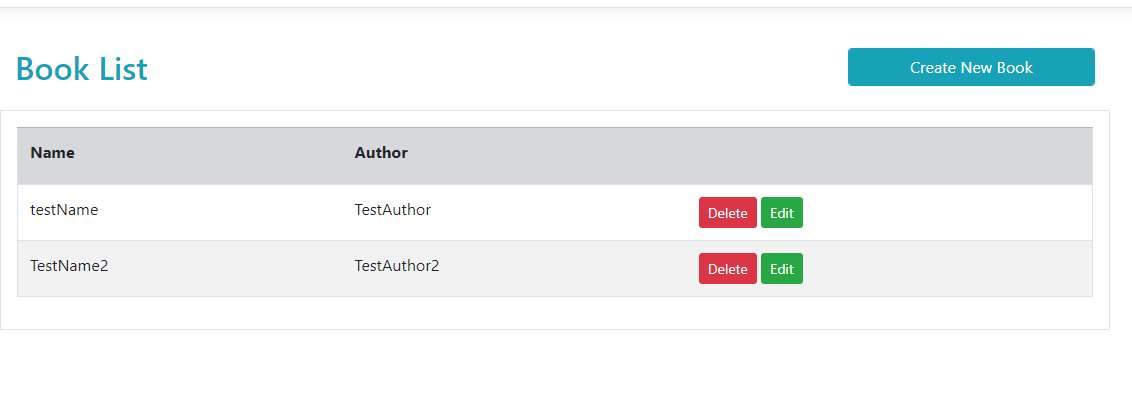 Book List
Create New Book
Name Author
testName TestAuthor Delete Edit
TestName2 TestAuthor2 Delete Edit